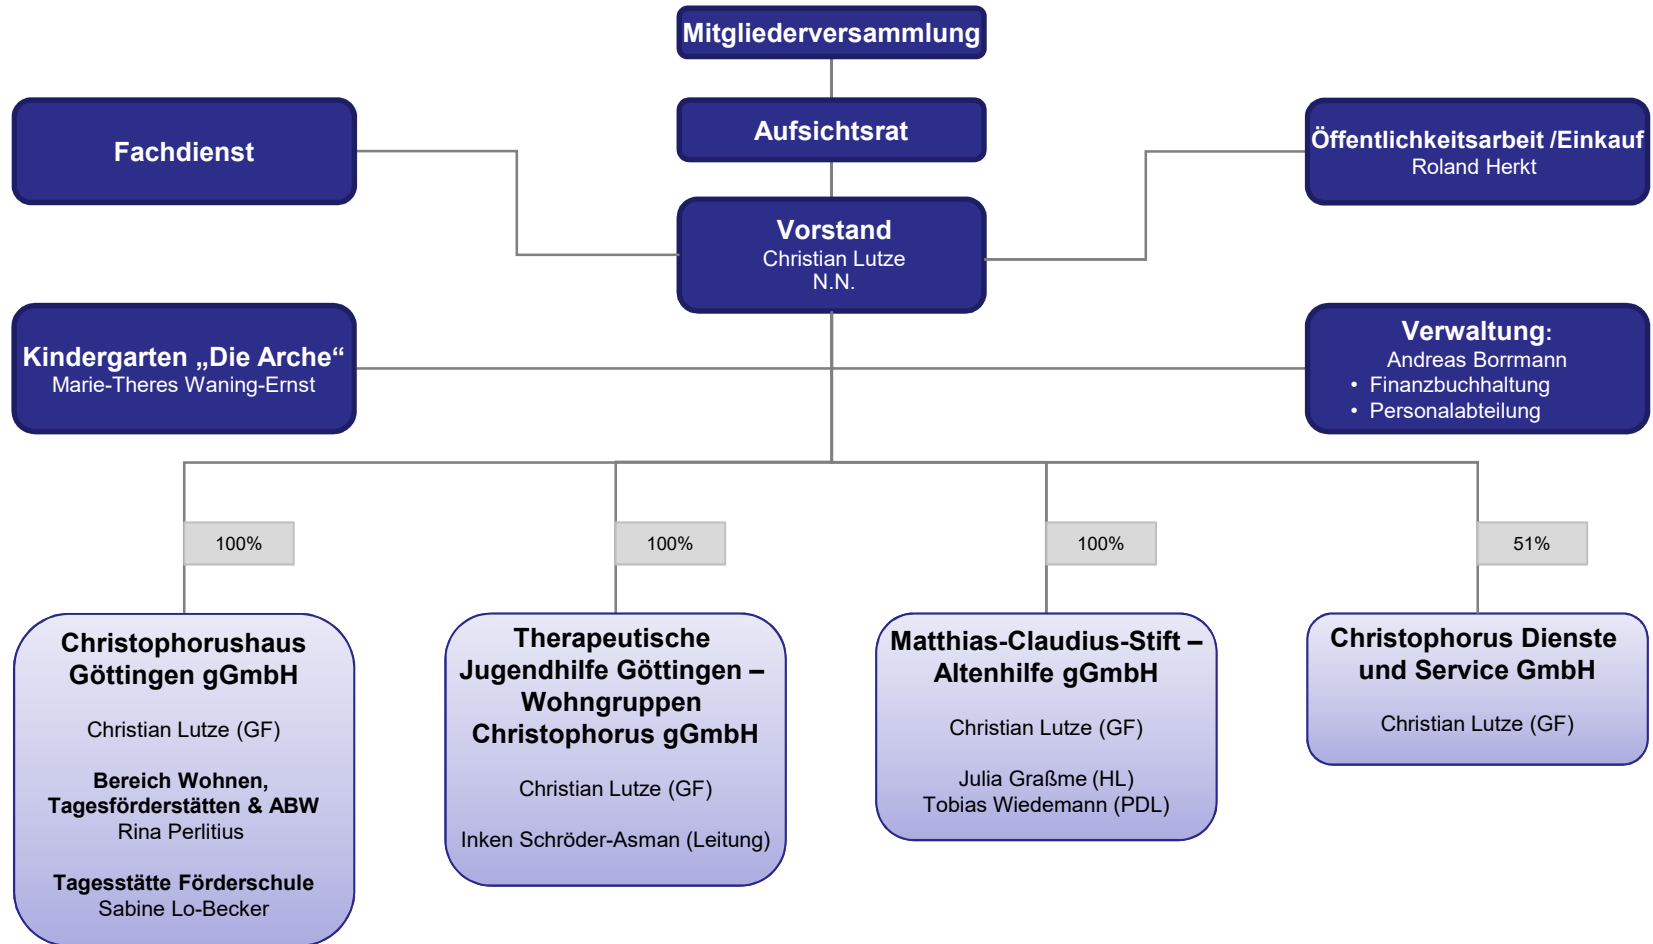 Mitgliederversammlung
Fachdienst
Aufsichtsrat
Öffentlichkeitsarbeit /Einkauf
Roland Herkt
Vorstand
Christian Lutze
N.N.
Kindergarten „Die Arche“
Marie-Theres Waning-Ernst
Verwaltung:
Andreas Borrmann
• Finanzbuchhaltung
• Personalabteilung
100%
100%
100%
51%
Christophorushaus
Göttingen gGmbH
Christian Lutze (GF)
Bereich Wohnen,
Tagesförderstätten & ABW
Rina Perlitius
Tagesstätte Förderschule
Sabine Lo-Becker
Therapeutische
Jugendhilfe Göttingen –
Wohngruppen
Christophorus gGmbH
Christian Lutze (GF)
Inken Schröder-Asman (Leitung)
Matthias-Claudius-Stift –
Altenhilfe gGmbH
Christian Lutze (GF)
Julia Graßme (HL)
Tobias Wiedemann (PDL)
Christophorus Dienste
und Service GmbH
Christian Lutze (GF)